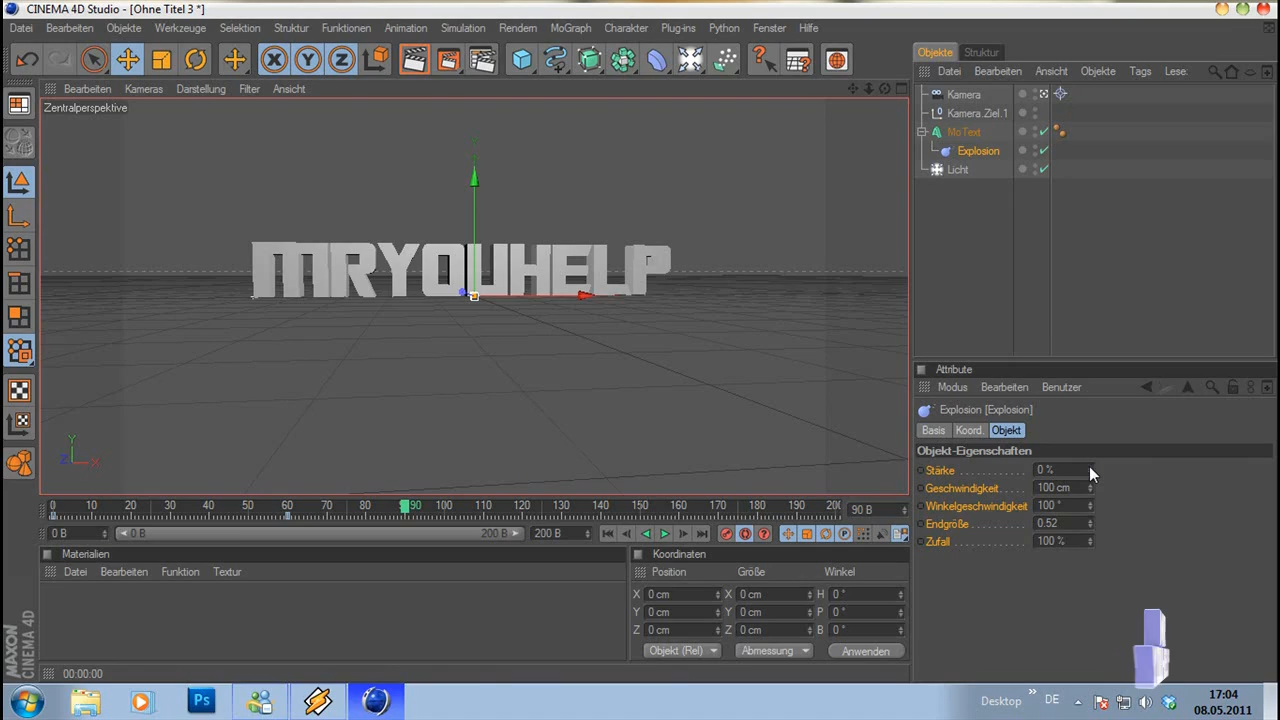 CINEMA 4D Studio - [Ohne Titel 3 *]
Datei Bearbeiten Objekte Werkzeuge Selektion Struktur Funktionen Animation Simulation Rendern MoGraph Charakter Plug-ins Python Fenster Hilfe
X Y Z
Objekte Struktur
Datei Bearbeiten Ansicht Objekte Tags Lese:
Bearbeiten Kameras Darstellung Filter Ansicht
Zentralperspektive
Kamera
Kamera.Ziel.1
MoText
Explosion
Licht
MRYOUHELP
Y
Z X
Attribute
Modus Bearbeiten Benutzer
Explosion [Explosion]
Basis Koord. Objekt
Objekt-Eigenschaften
Stärke 0 %
Geschwindigkeit 100 cm
Winkelgeschwindigkeit 100 °
Endgröße 0.52
Zufall 100 %
0 10 20 30 40 50 60 70 80 90 100 110 120 130 140 150 160 170 180 190 200 90 B
0 B 0 B 200 B 200 B
Materialien
Datei Bearbeiten Funktion Textur
Koordinaten
Position Größe Winkel
X 0 cm X 0 cm H 0 °
Y 0 cm Y 0 cm P 0 °
Z 0 cm Z 0 cm B 0 °
Objekt (Rel) Abmessung Anwenden
MAXON CINEMA 4D
00:00:00
Ps
Desktop » DE
17:04
08.05.2011